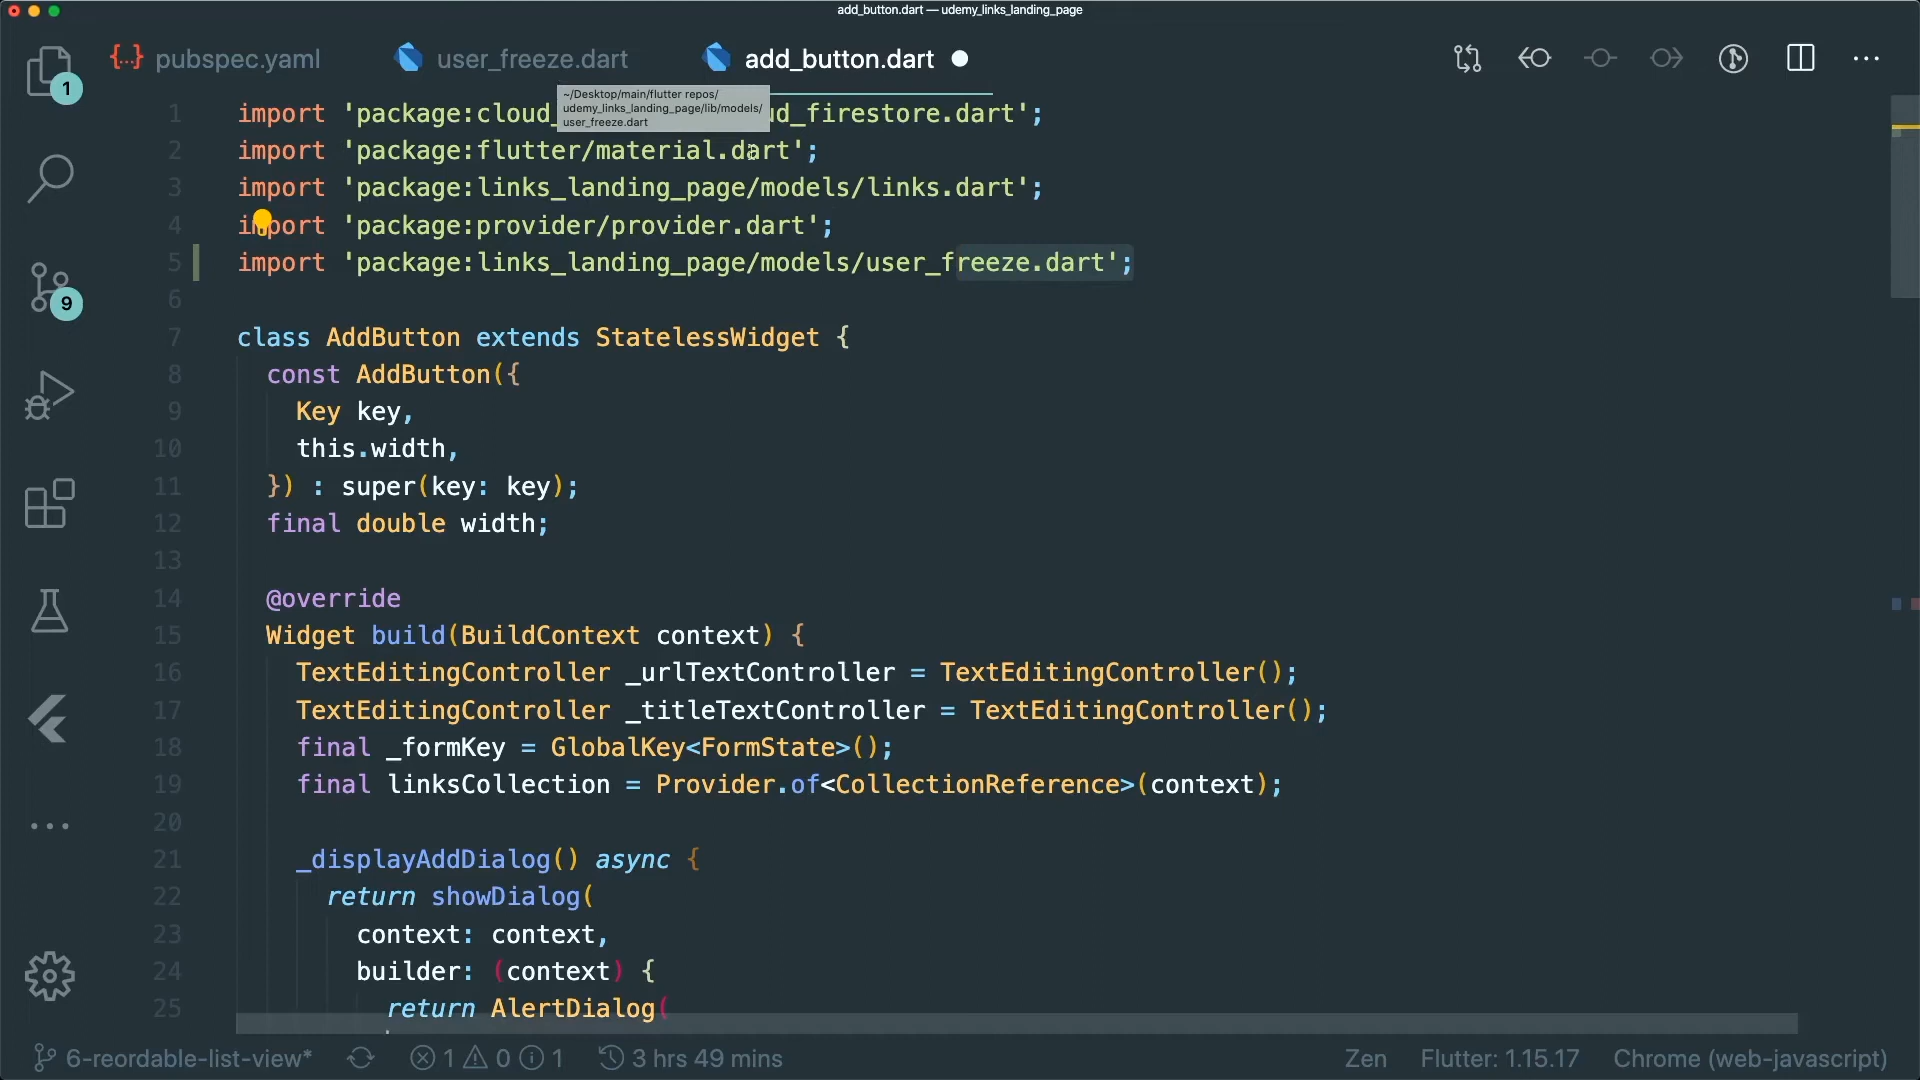 add_button.dart — udemy_links_landing_page
{..} pubspec.yaml
user_freeze.dart
add_button.dart
~/Desktop/main/flutter repos/
udemy_links_landing_page/lib/models/
user_freeze.dart
1
9
1 import 'package:cloud_ud_firestore.dart';
2 import 'package:flutter/material.dart';
3 import 'package:links_landing_page/models/links.dart';
4 import 'package:provider/provider.dart';
5 import 'package:links_landing_page/models/user_freeze.dart';
6
7 class AddButton extends StatelessWidget {
8 const AddButton({
9 Key key,
10 this.width,
11 }) : super(key: key);
12 final double width;
13
14 @override
15 Widget build(BuildContext context) {
16 TextEditingController _urlTextController = TextEditingController();
17 TextEditingController _titleTextController = TextEditingController();
18 final _formKey = GlobalKey<FormState>();
19 final linksCollection = Provider.of<CollectionReference>(context);
20
21 _displayAddDialog() async {
22 return showDialog(
23 context: context,
24 builder: (context) {
25 return AlertDialog(
6-reordable-list-view*
1 0 1
3 hrs 49 mins
Zen
Flutter: 1.15.17
Chrome (web-javascript)